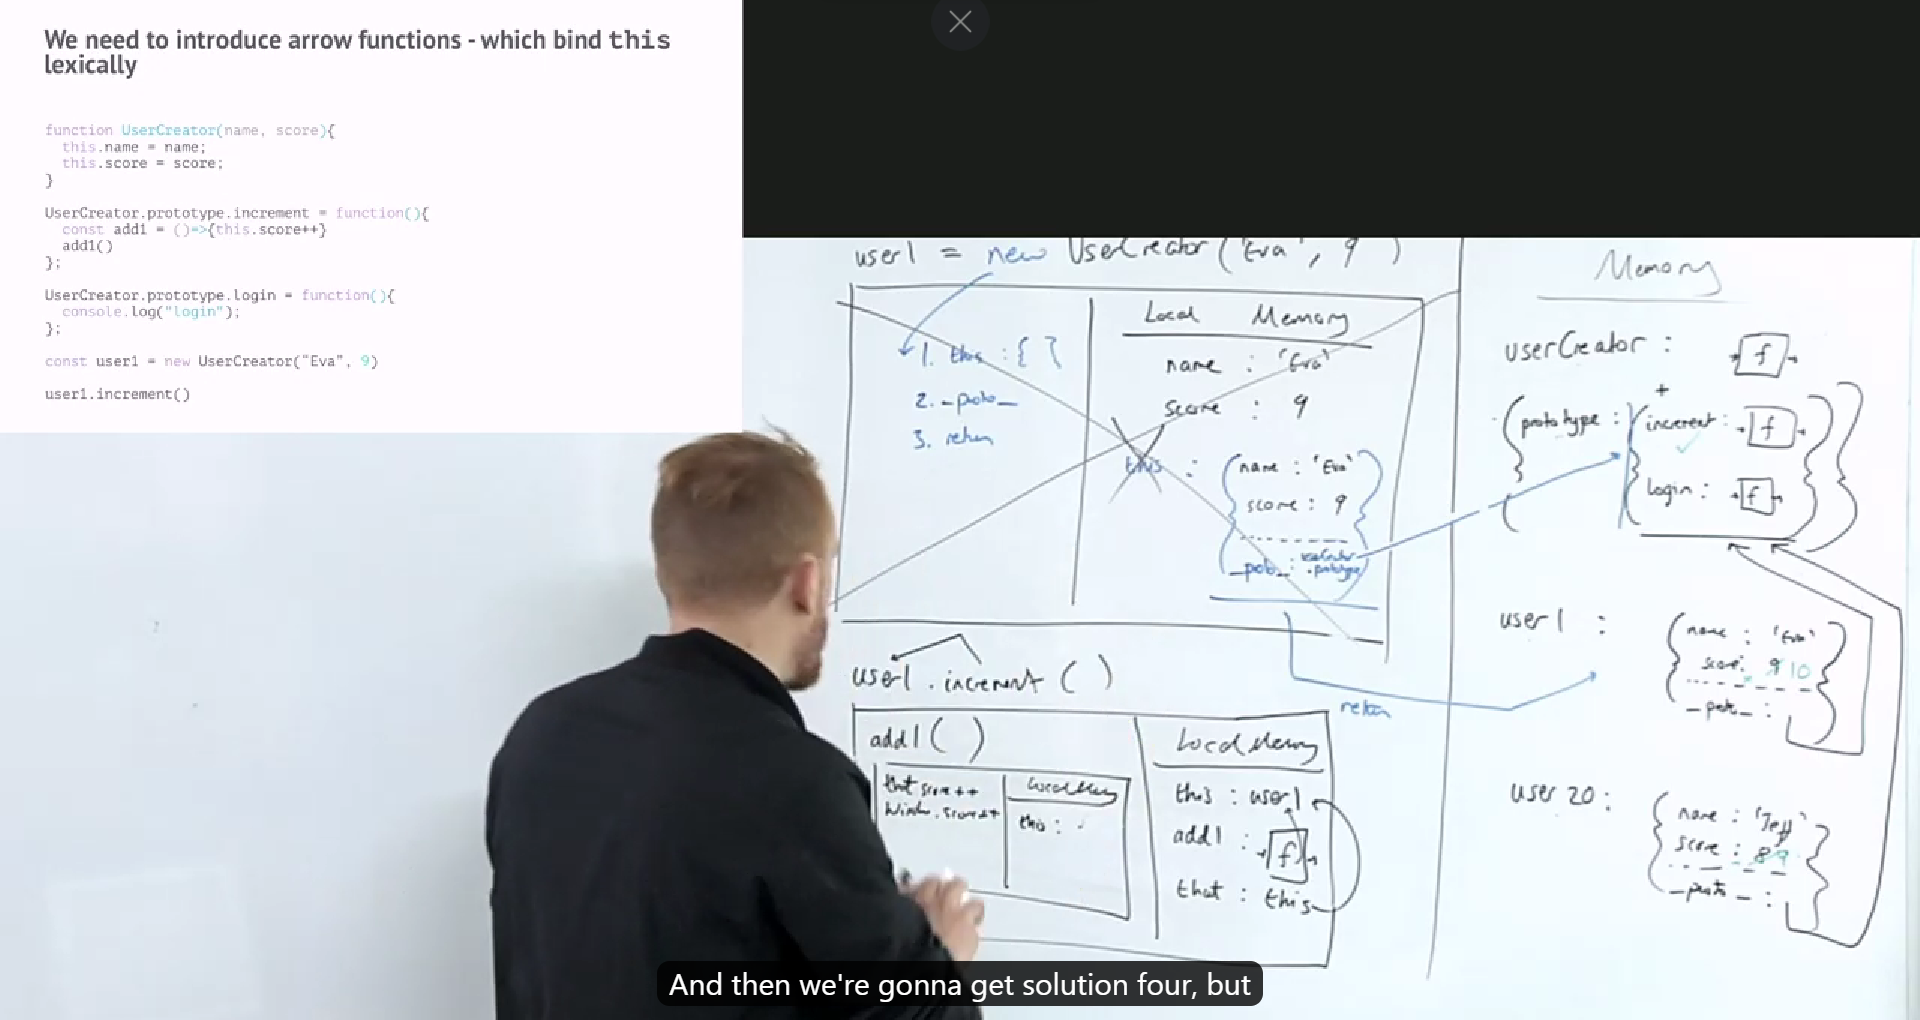 We need to introduce arrow functions - which bind this
lexically
function UserCreator(name, score){
this.name = name;
this.score = score;
}
UserCreator.prototype.increment = function(){
const add1 = ()=>{this.score++}
add1()
};
UserCreator.prototype.login = function(){
console.log("login");
};
const user1 = new UserCreator("Eva", 9)
user1.increment()
user1 = new UserCreator('Eva', 9)
1. this : { }
2. _proto_
3. return
Local Memory
name : 'Eva'
score : 9
this :
name : 'Eva'
score : 9
_proto_ : userCreator
.prototype
return
user1.increment()
add1()
that score++
Window.score++
Local Mem
this :
Local Memory
this : user1
add1 : f
that : this
Memory
userCreator : f
+
prototype :
increment : f
login : f
user1 :
name : 'Eva'
score : 9 10
_proto_ :
user 20 :
name : 'Jeff'
score : 8 9
_proto_ :
And then we're gonna get solution four, but